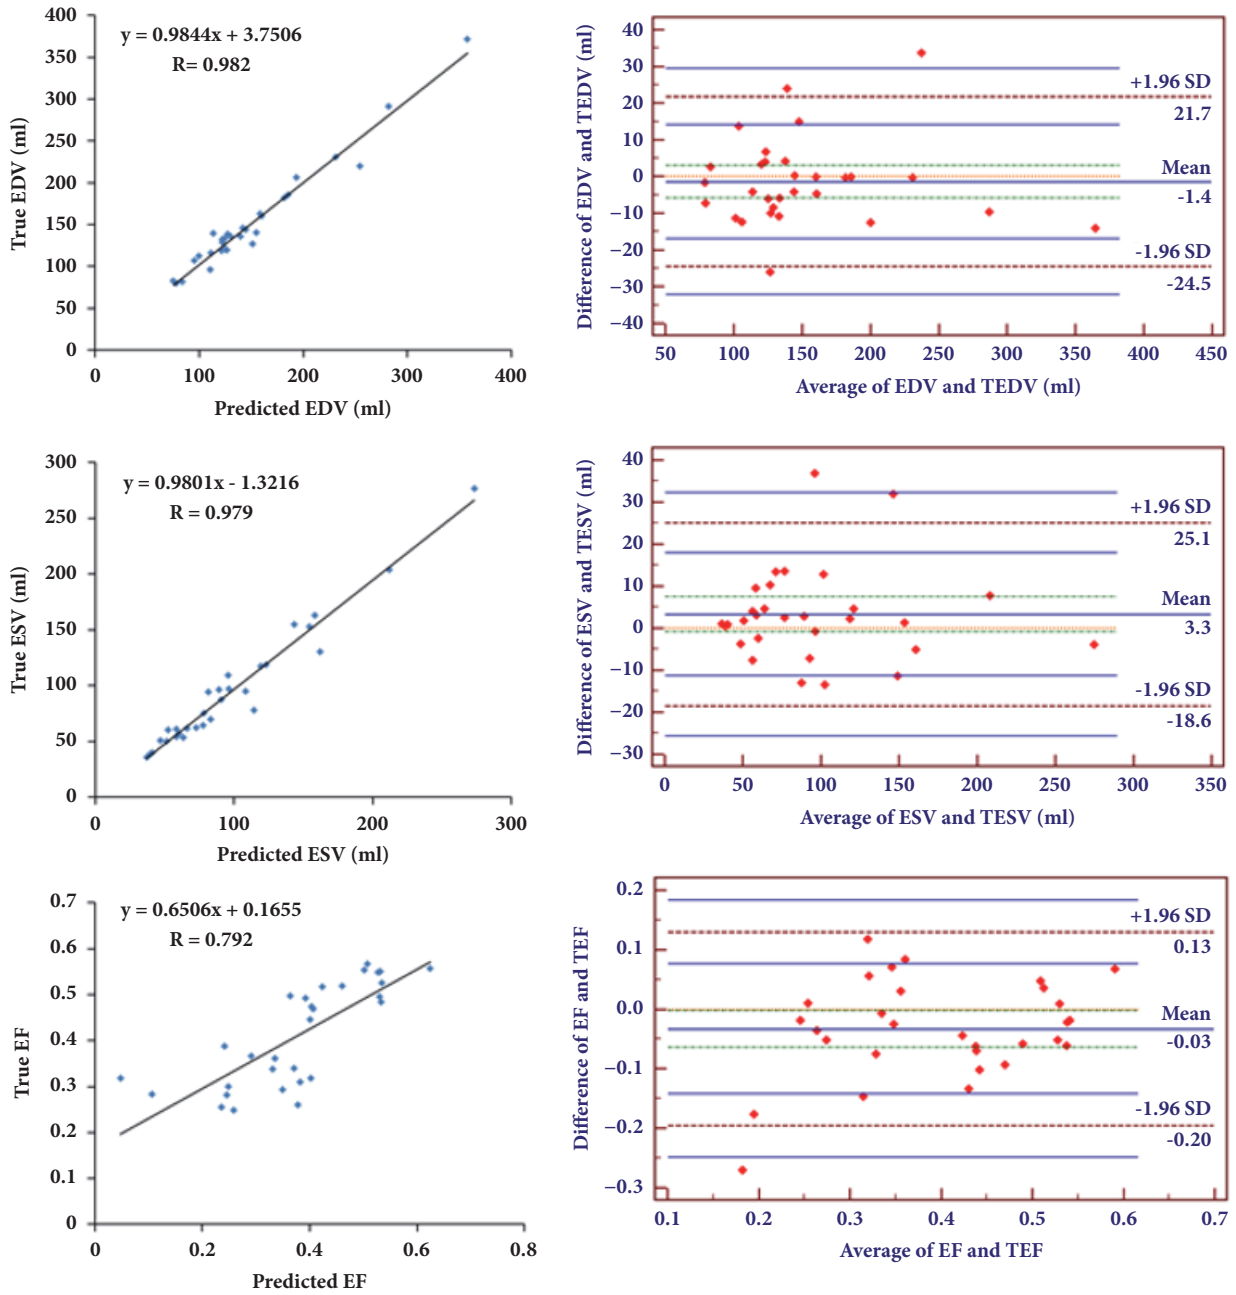 y = 0.9844x + 3.7506
R= 0.982
400
350
300
250
200
150
100
50
0
0 100 200 300 400
True EDV (ml)
Predicted EDV (ml)
40
30
20
10
0
−10
−20
−30
−40
50 100 150 200 250 300 350 400 450
Difference of EDV and TEDV (ml)
Average of EDV and TEDV (ml)
+1.96 SD
21.7
Mean
-1.4
-1.96 SD
-24.5
y = 0.9801x - 1.3216
R = 0.979
300
250
200
150
100
50
0
0 100 200 300
True ESV (ml)
Predicted ESV (ml)
40
30
20
10
0
−10
−20
−30
0 50 100 150 200 250 300 350
Difference of ESV and TESV (ml)
Average of ESV and TESV (ml)
+1.96 SD
25.1
Mean
3.3
-1.96 SD
-18.6
y = 0.6506x + 0.1655
R = 0.792
0.7
0.6
0.5
0.4
0.3
0.2
0.1
0
0 0.2 0.4 0.6 0.8
True EF
Predicted EF
0.2
0.1
0.0
−0.1
−0.2
−0.3
0.1 0.2 0.3 0.4 0.5 0.6 0.7
Difference of EF and TEF
Average of EF and TEF
+1.96 SD
0.13
Mean
-0.03
-1.96 SD
-0.20